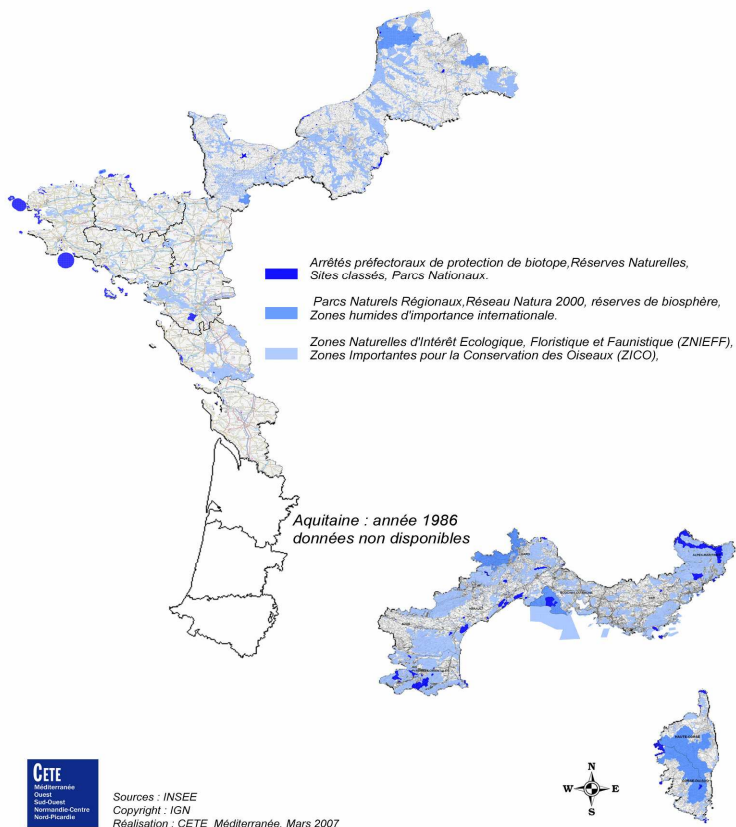 Arrêtés préfectoraux de protection de biotope,Réserves Naturelles,
Sites classés, Parcs Nationaux.
Parcs Naturels Régionaux,Réseau Natura 2000, réserves de biosphère,
Zones humides d'importance internationale.
Zones Naturelles d'Intérêt Ecologique, Floristique et Faunistique (ZNIEFF),
Zones Importantes pour la Conservation des Oiseaux (ZICO),
Aquitaine : année 1986
données non disponibles
N
W E
S
CETE
Méditerranée
Ouest
Sud-Ouest
Normandie-Centre
Nord-Picardie
Sources : INSEE
Copyright : IGN
Réalisation : CETE Méditerranée, Mars 2007